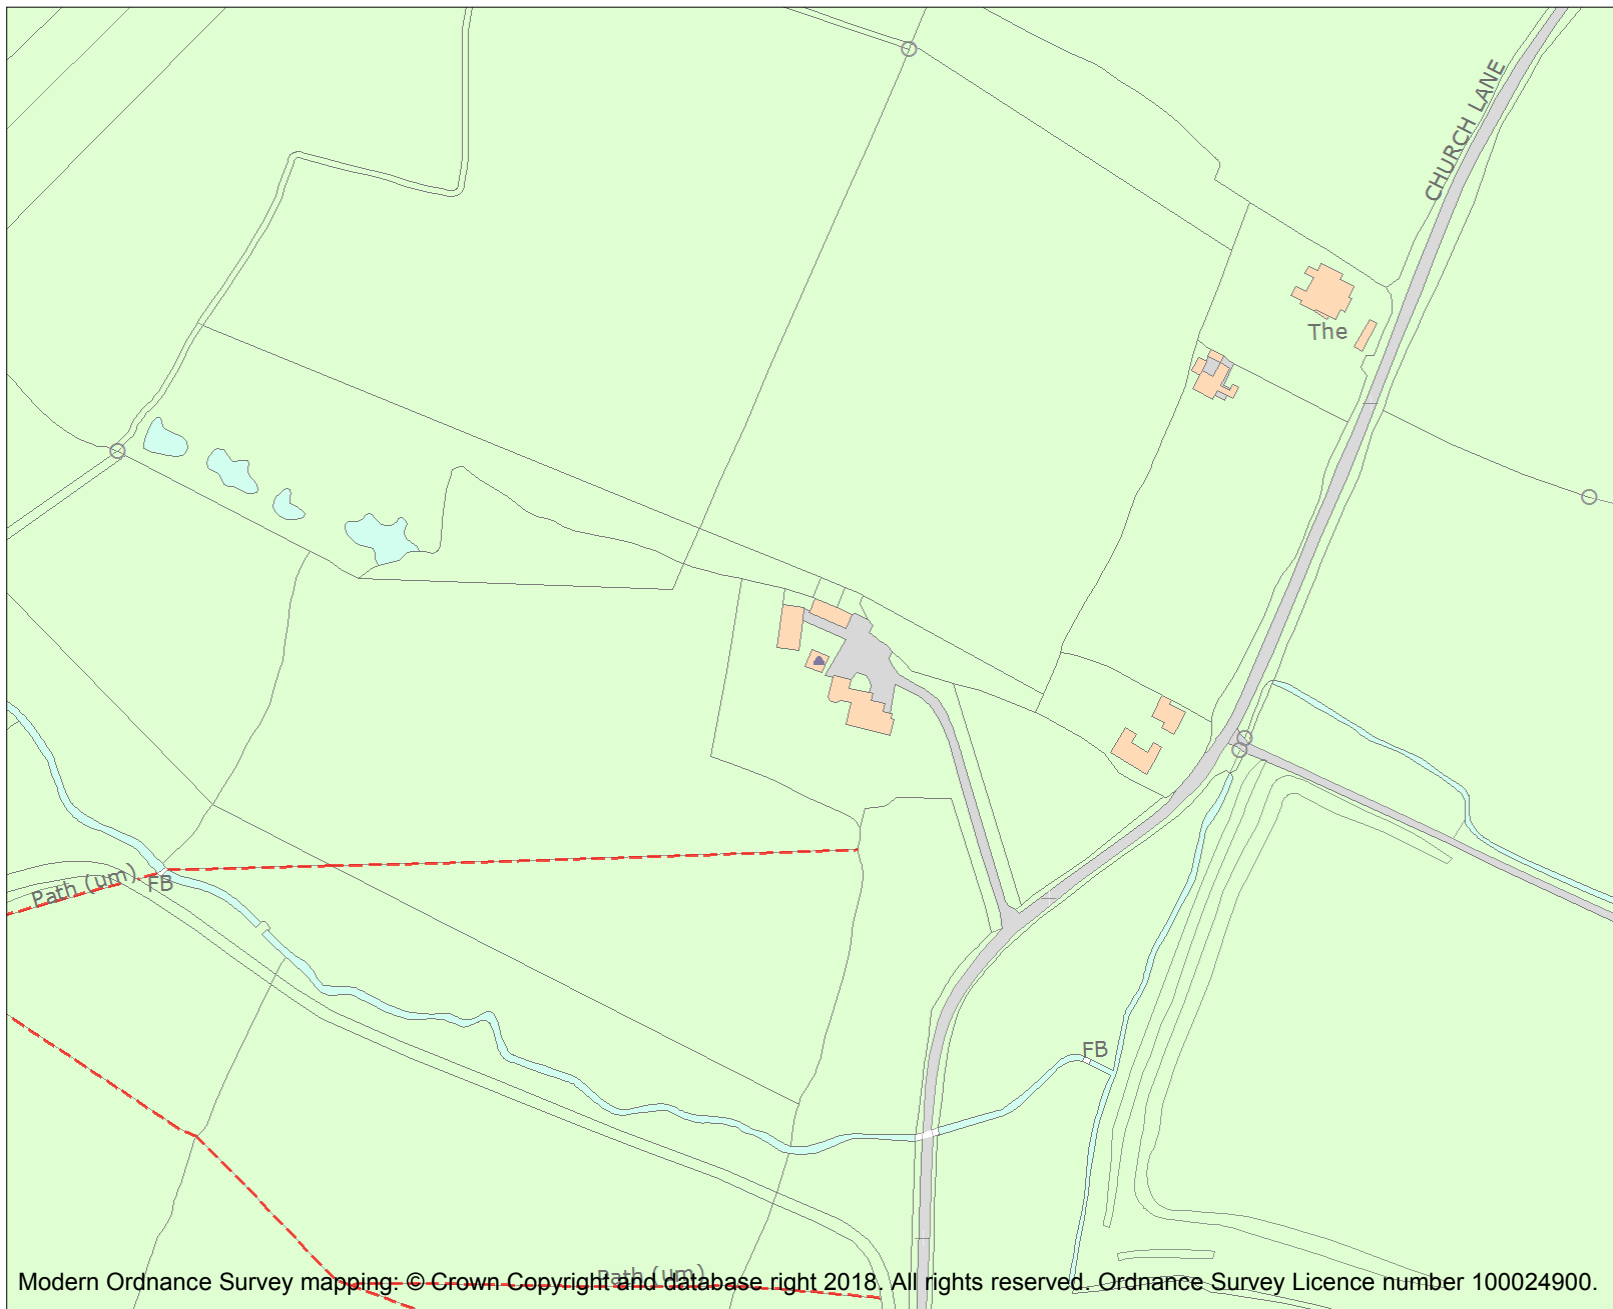 CHURCH LANE
The
Path (um)
FB
FB
Path (um)
Modern Ordnance Survey mapping: © Crown Copyright and database right 2018. All rights reserved. Ordnance Survey Licence number 100024900.